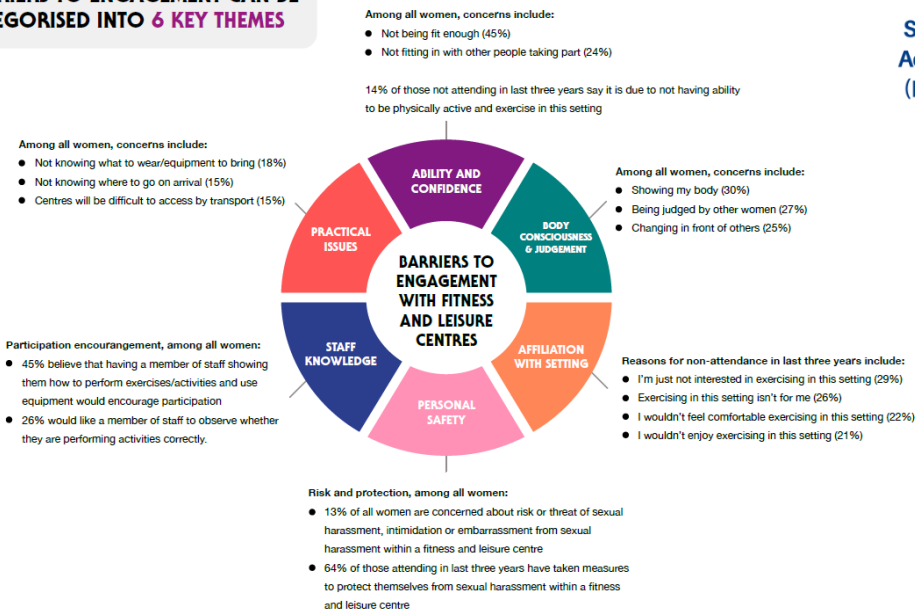 EGORISED INTO 6 KEY THEMES
Among all women, concerns include:
● Not being fit enough (45%)
● Not fitting in with other people taking part (24%)
14% of those not attending in last three years say it is due to not having ability
to be physically active and exercise in this setting
Among all women, concerns include:
● Not knowing what to wear/equipment to bring (18%)
● Not knowing where to go on arrival (15%)
● Centres will be difficult to access by transport (15%)
Among all women, concerns include:
● Showing my body (30%)
● Being judged by other women (27%)
● Changing in front of others (25%)
ABILITY AND
CONFIDENCE
BODY
CONSCIOUSNESS
& JUDGEMENT
PRACTICAL
ISSUES
BARRIERS TO
ENGAGEMENT
WITH FITNESS
AND LEISURE
CENTRES
STAFF
KNOWLEDGE
AFFILIATION
WITH SETTING
PERSONAL
SAFETY
Participation encourangement, among all women:
● 45% believe that having a member of staff showing
them how to perform exercises/activities and use
equipment would encourage participation
● 26% would like a member of staff to observe whether
they are performing activities correctly.
Reasons for non-attendance in last three years include:
● I'm just not interested in exercising in this setting (29%)
● Exercising in this setting isn't for me (26%)
● I wouldn't feel comfortable exercising in this setting (22%)
● I wouldn't enjoy exercising in this setting (21%)
Risk and protection, among all women:
● 13% of all women are concerned about risk or threat of sexual
harassment, intimidation or embarrassment from sexual
harassment within a fitness and leisure centre
● 64% of those attending in last three years have taken measures
to protect themselves from sexual harassment within a fitness
and leisure centre